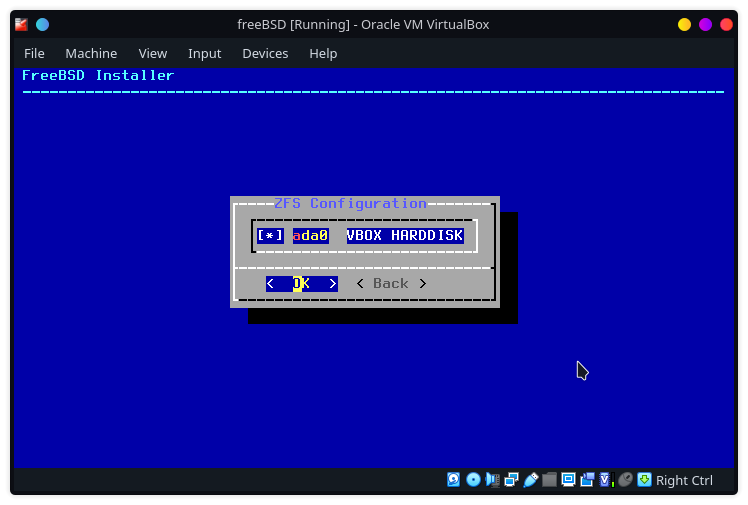 freeBSD [Running] - Oracle VM VirtualBox
File Machine View Input Devices Help
FreeBSD Installer
ZFS Configuration
[*] ada0 VBOX HARDDISK
< OK > < Back >
Right Ctrl